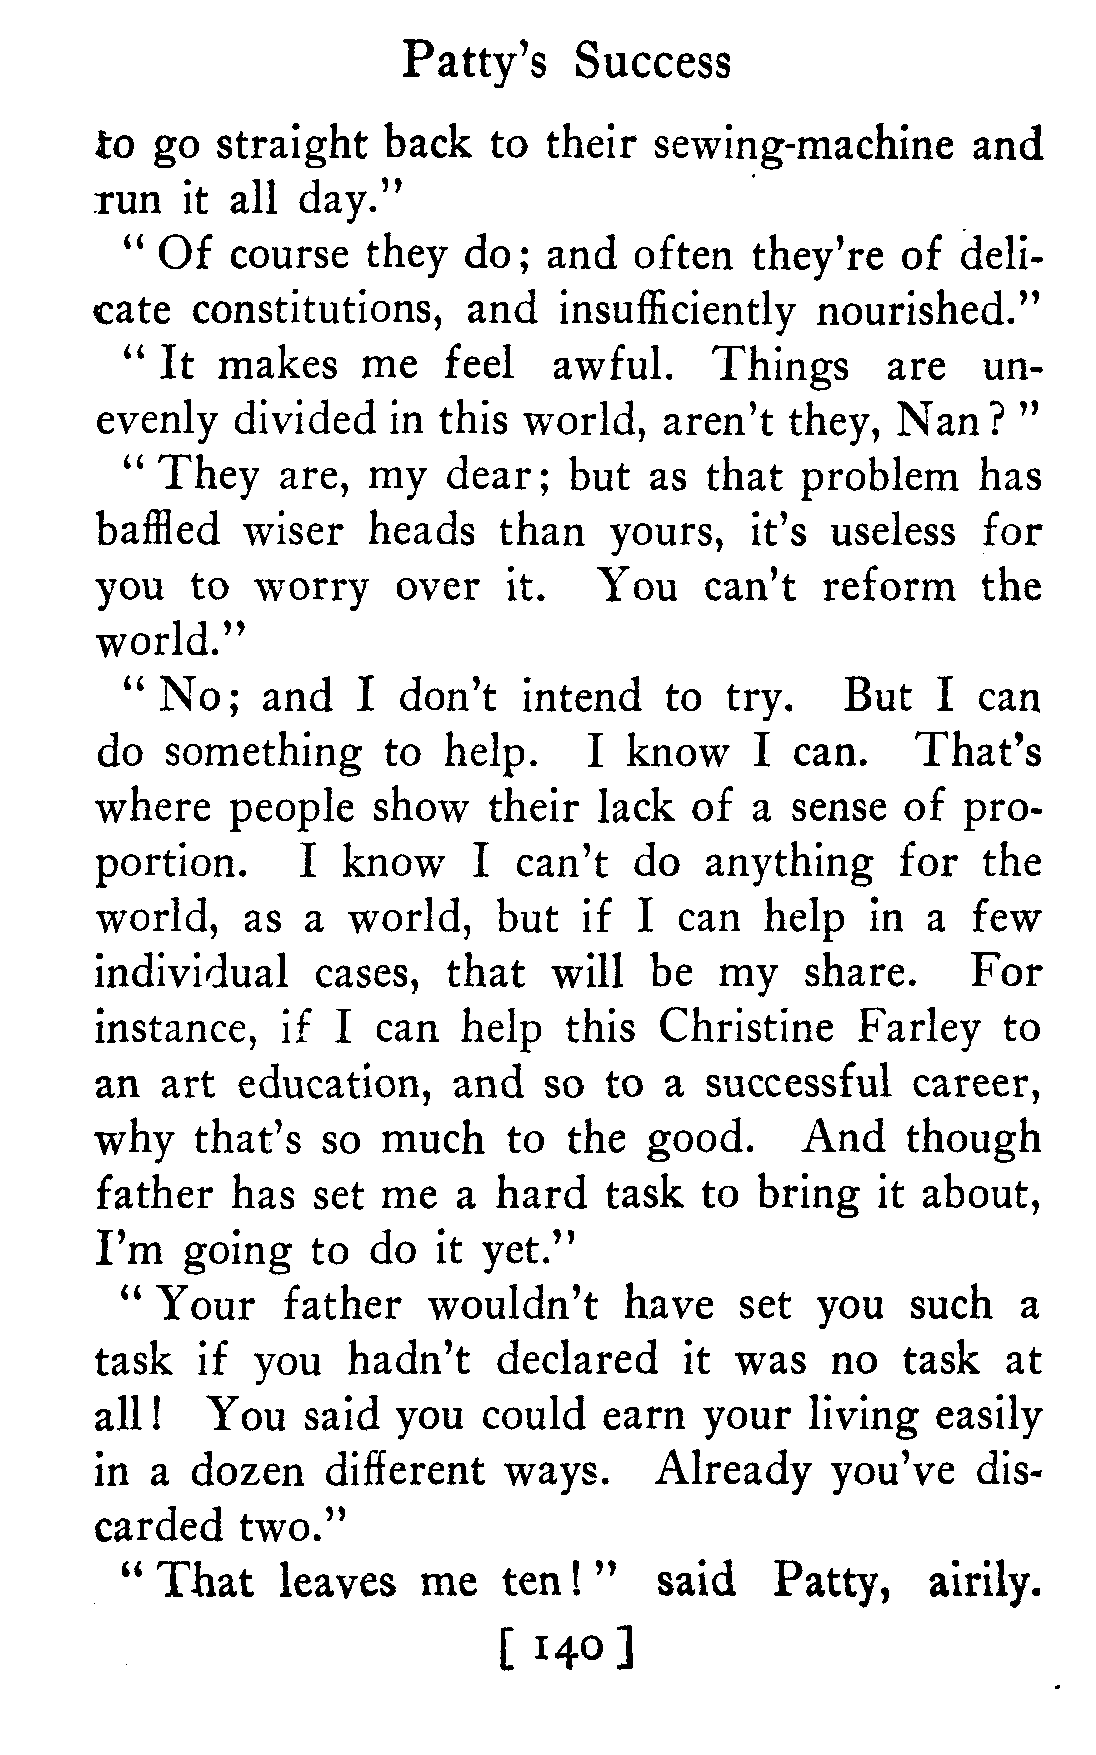 Patty's Success
to go straight back to their sewing-machine and
run it all day."
" Of course they do; and often they're of deli-
cate constitutions, and insufficiently nourished."
" It makes me feel awful. Things are un-
evenly divided in this world, aren't they, Nan? "
" They are, my dear; but as that problem has
baffled wiser heads than yours, it's useless for
you to worry over it. You can't reform the
world."
" No; and I don't intend to try. But I can
do something to help. I know I can. That's
where people show their lack of a sense of pro-
portion. I know I can't do anything for the
world, as a world, but if I can help in a few
individual cases, that will be my share. For
instance, if I can help this Christine Farley to
an art education, and so to a successful career,
why that's so much to the good. And though
father has set me a hard task to bring it about,
I'm going to do it yet."
" Your father wouldn't have set you such a
task if you hadn't declared it was no task at
all! You said you could earn your living easily
in a dozen different ways. Already you've dis-
carded two."
" That leaves me ten! " said Patty, airily.
[ 140 ]